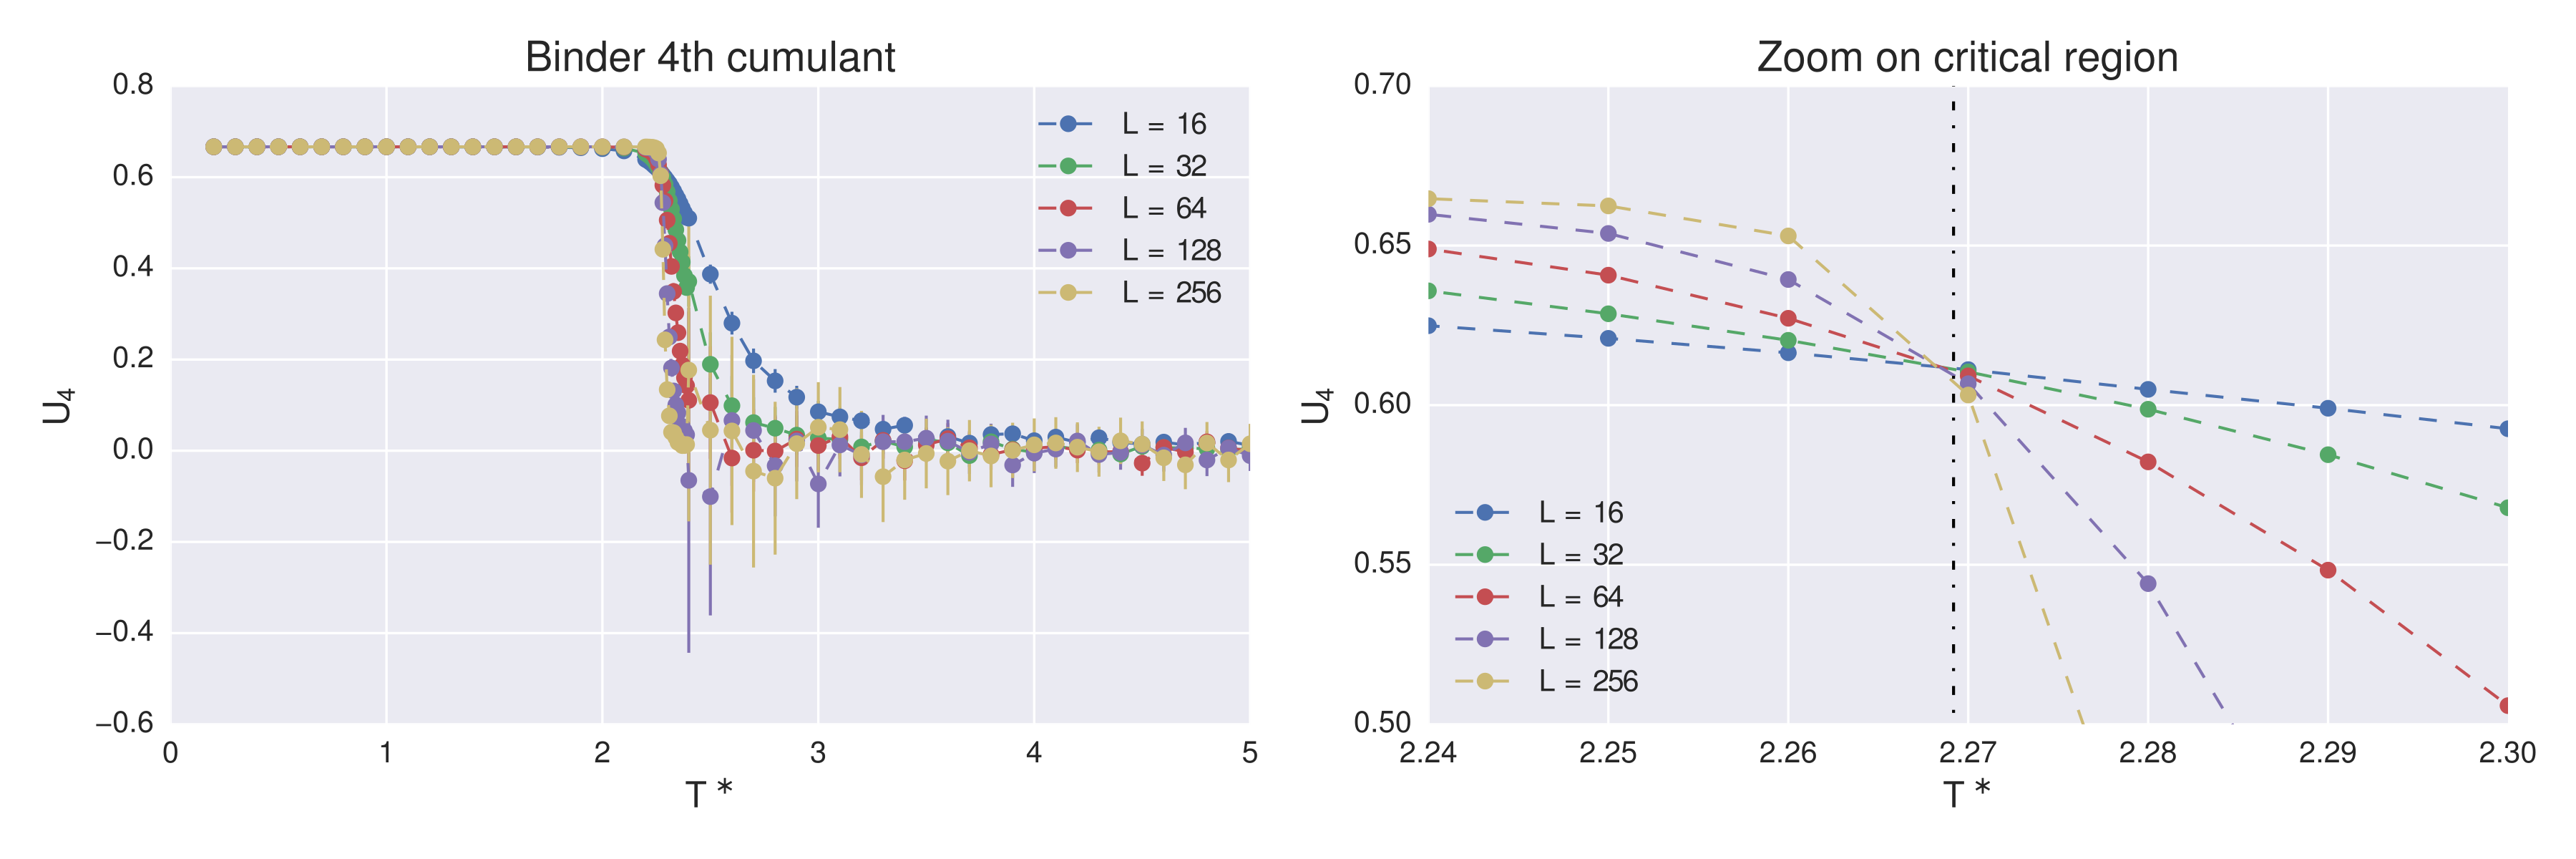 Binder 4th cumulant
0.8
0.6
0.4
0.2
0.0
−0.2
−0.4
−0.6
U4
0 1 2 3 4 5
T *
L = 16
L = 32
L = 64
L = 128
L = 256
Zoom on critical region
0.70
0.65
0.60
0.55
0.50
U4
2.24 2.25 2.26 2.27 2.28 2.29 2.30
T *
L = 16
L = 32
L = 64
L = 128
L = 256